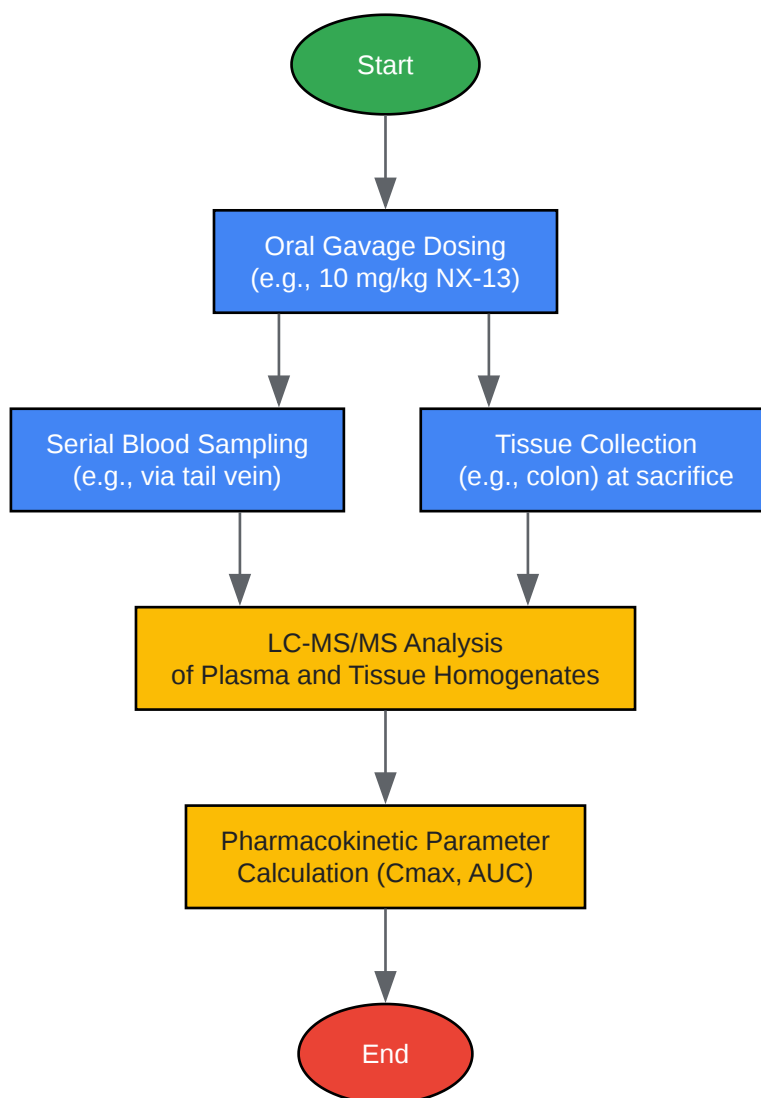 Start
Oral Gavage Dosing
(e.g., 10 mg/kg NX-13)
Serial Blood Sampling
(e.g., via tail vein)
Tissue Collection
(e.g., colon) at sacrifice
LC-MS/MS Analysis
of Plasma and Tissue Homogenates
Pharmacokinetic Parameter
Calculation (Cmax, AUC)
End